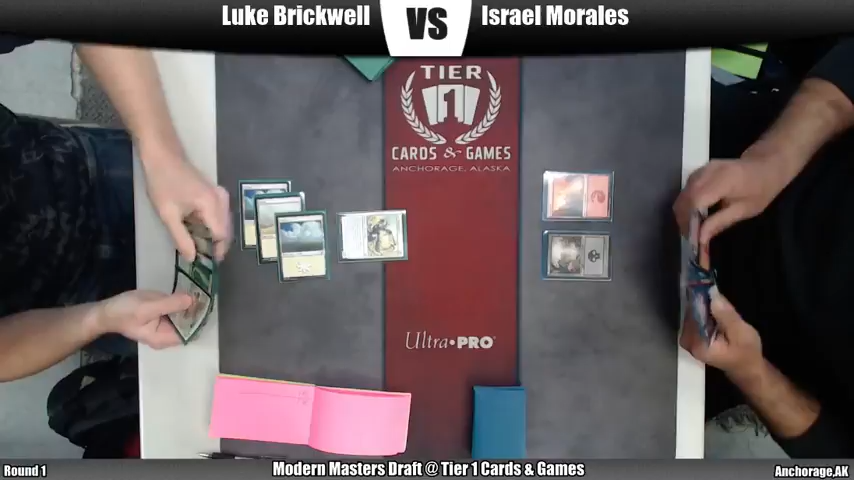 Luke Brickwell
VS
Israel Morales
TIER
1
CARDS & GAMES
ANCHORAGE, ALASKA
Ultra•PRO
Round 1
Modern Masters Draft @ Tier 1 Cards & Games
Anchorage,AK